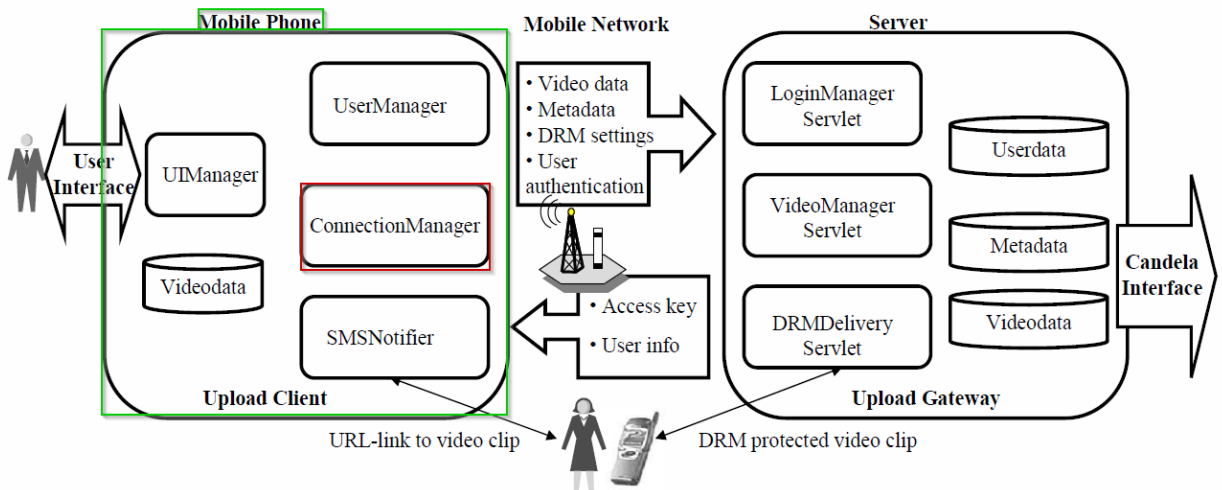 Mobile Phone
Mobile Network
Server
User
Interface
UIManager
Videodata
UserManager
ConnectionManager
SMSNotifier
Upload Client
• Video data
• Metadata
• DRM settings
• User
authentication
• Access key
• User info
LoginManager
Servlet
VideoManager
Servlet
DRMDelivery
Servlet
Userdata
Metadata
Videodata
Upload Gateway
Candela
Interface
URL-link to video clip
DRM protected video clip